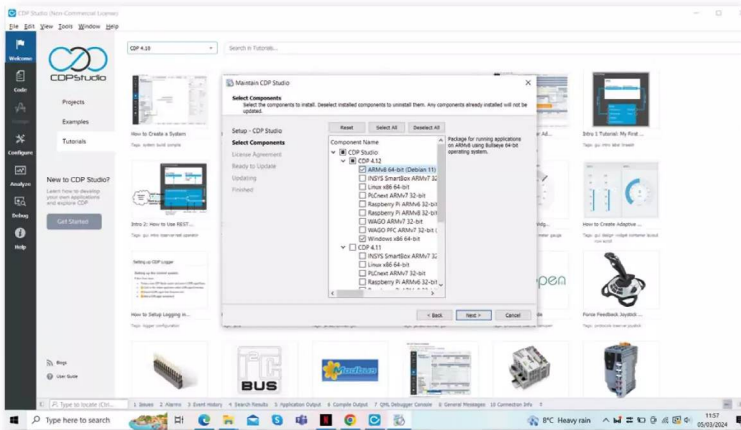 CDP Studio (Non-Commercial License)
File Edit View Tools Window Help
Welcome
Code
Configure
Analyze
Debug
Help
CDPStudio
Projects
Examples
Tutorials
New to CDP Studio?
Learn how to develop
your own applications
and explore CDP
Get Started
Blogs
User Guide
CDP 4.10
Search in Tutorials...
How to Create a System
Intro 1 Tutorial: My First ...
Intro 2: How to Use REST...
How to Create Adaptive ...
Setting up CDP Logger
How to Setup Logging in...
Force Feedback Joystick ...
BUS
Modbus
Maintain CDP Studio
Select Components
Select the components to install. Deselect installed components to uninstall them. Any components already installed will not be
updated.
Setup - CDP Studio
Select Components
License Agreement
Ready to Update
Updating
Finished
Reset Select All Deselect All
Component Name
CDP Studio
CDP 4.12
ARMv8 64-bit (Debian 11)
INSYS SmartBox ARMv7 32
Linux x86 64-bit
PLCnext ARMv7 32-bit
Raspberry Pi ARMv6 32-bit
Raspberry Pi ARMv8 32-bit
WAGO ARMv7 32-bit
WAGO PFC ARMv7 32-bit
Windows x86 64-bit
CDP 4.11
INSYS SmartBox ARMv7 32
Linux x86 64-bit
PLCnext ARMv7 32-bit
Raspberry Pi ARMv6 32-bit
Package for running applications
on ARMv8 using Bullseye 64-bit
operating system.
< Back Next > Cancel
Type to locate (Ctrl...
1 Issues 2 Alarms 3 Event History 4 Search Results 5 Application Output 6 Compile Output 7 QML Debugger Console 8 General Messages 10 Connection Info
Type here to search
8°C Heavy rain
11:57
05/03/2024